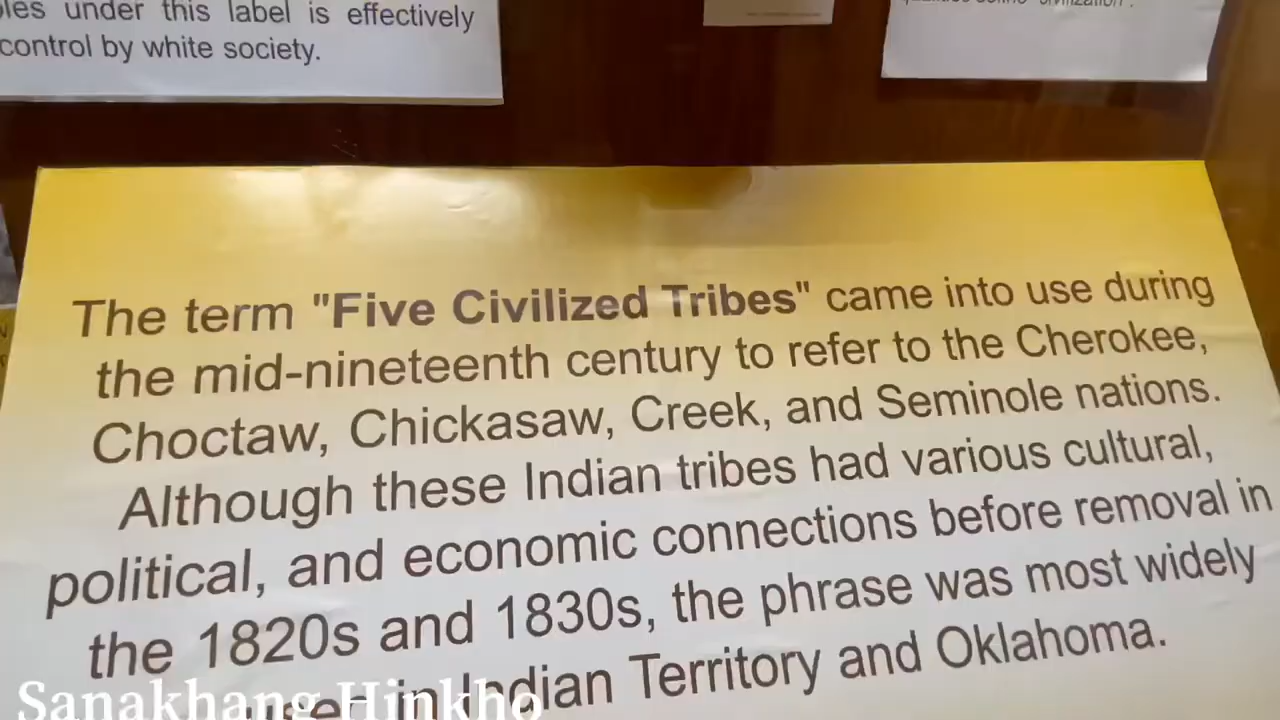 les under this label is effectively
control by white society.
The term "Five Civilized Tribes" came into use during
the mid-nineteenth century to refer to the Cherokee,
Choctaw, Chickasaw, Creek, and Seminole nations.
Although these Indian tribes had various cultural,
political, and economic connections before removal in
the 1820s and 1830s, the phrase was most widely
in Indian Territory and Oklahoma.
Sanakhang Hinkho